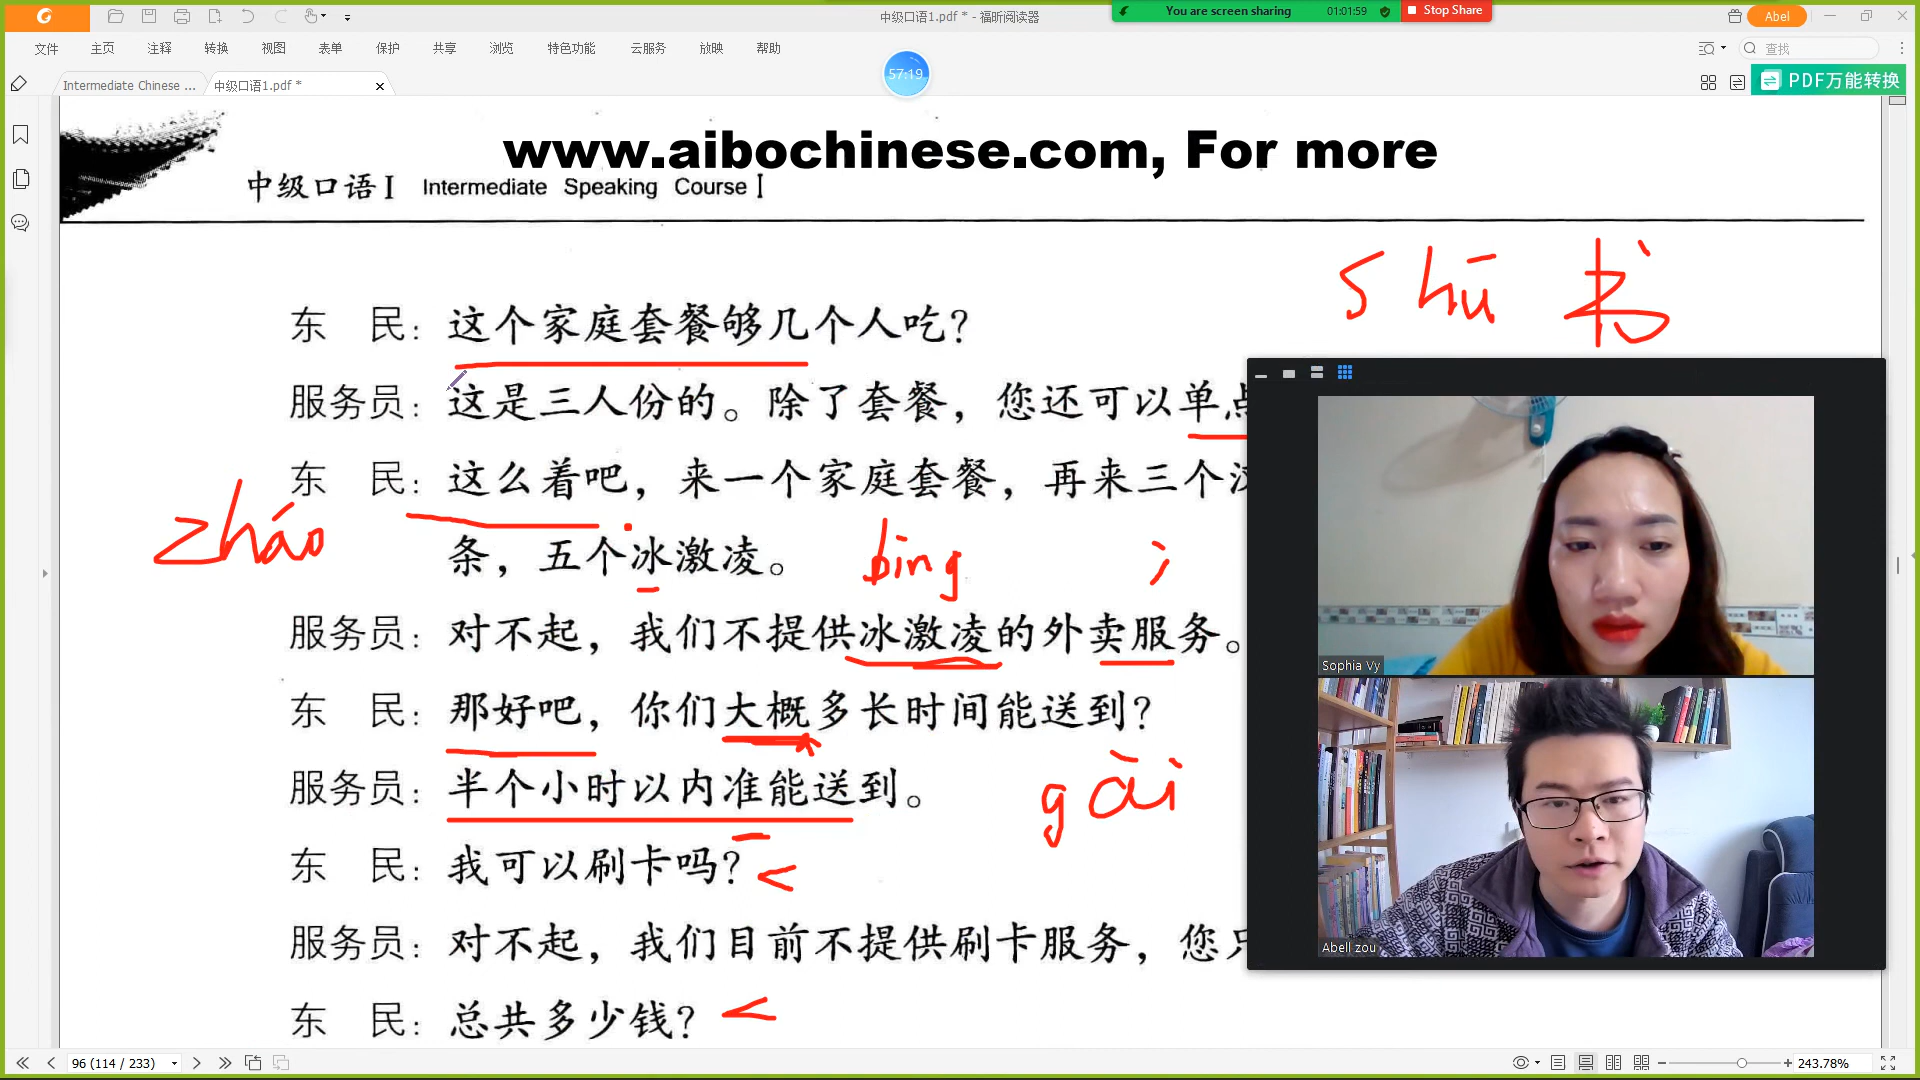 中级口语1.pdf * - 福昕阅读器
You are screen sharing 01:01:59 Stop Share
Abel
文件 主页 注释 转换 视图 表单 保护 共享 浏览 特色功能 云服务 放映 帮助
查找
57:19
Intermediate Chinese ... 中级口语1.pdf *
PDF万能转换
www.aibochinese.com, For more
中级口语 I Intermediate Speaking Course I
shū 书
东 民：这个家庭套餐够几个人吃？
服务员：这是三人份的。除了套餐，您还可以单点
东 民：这么着吧，来一个家庭套餐，再来三个
zháo
条，五个冰激凌。
bing
服务员：对不起，我们不提供冰激凌的外卖服务。
东 民：那好吧，你们大概多长时间能送到？
服务员：半个小时以内准能送到。
gài
东 民：我可以刷卡吗？
服务员：对不起，我们目前不提供刷卡服务，您只
东 民：总共多少钱？
Sophia Vy
Abell zou
96 (114 / 233)
243.78%